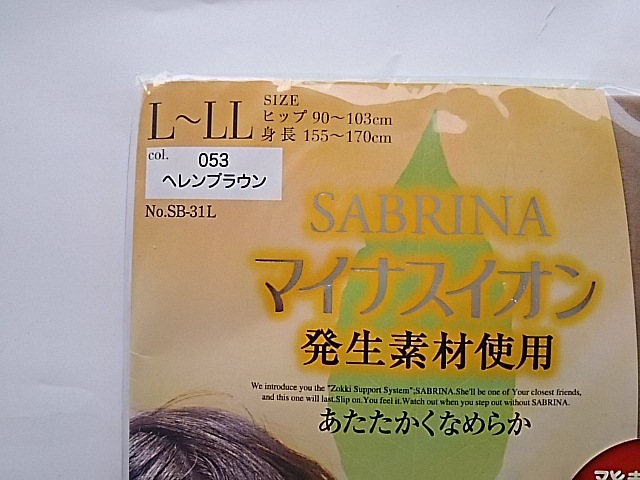 L～LL
SIZE
ヒップ 90～103cm
身長 155～170cm
col.
053
ヘレンブラウン
No.SB-31L
SABRINA
マイナスイオン
発生素材使用
We introduce you the "Zokki Support System";SABRINA.She'll be one of Your closest friends,
and this one will last.Slip on.You feel it.Watch out when you step out without SABRINA.
あたたかくなめらか